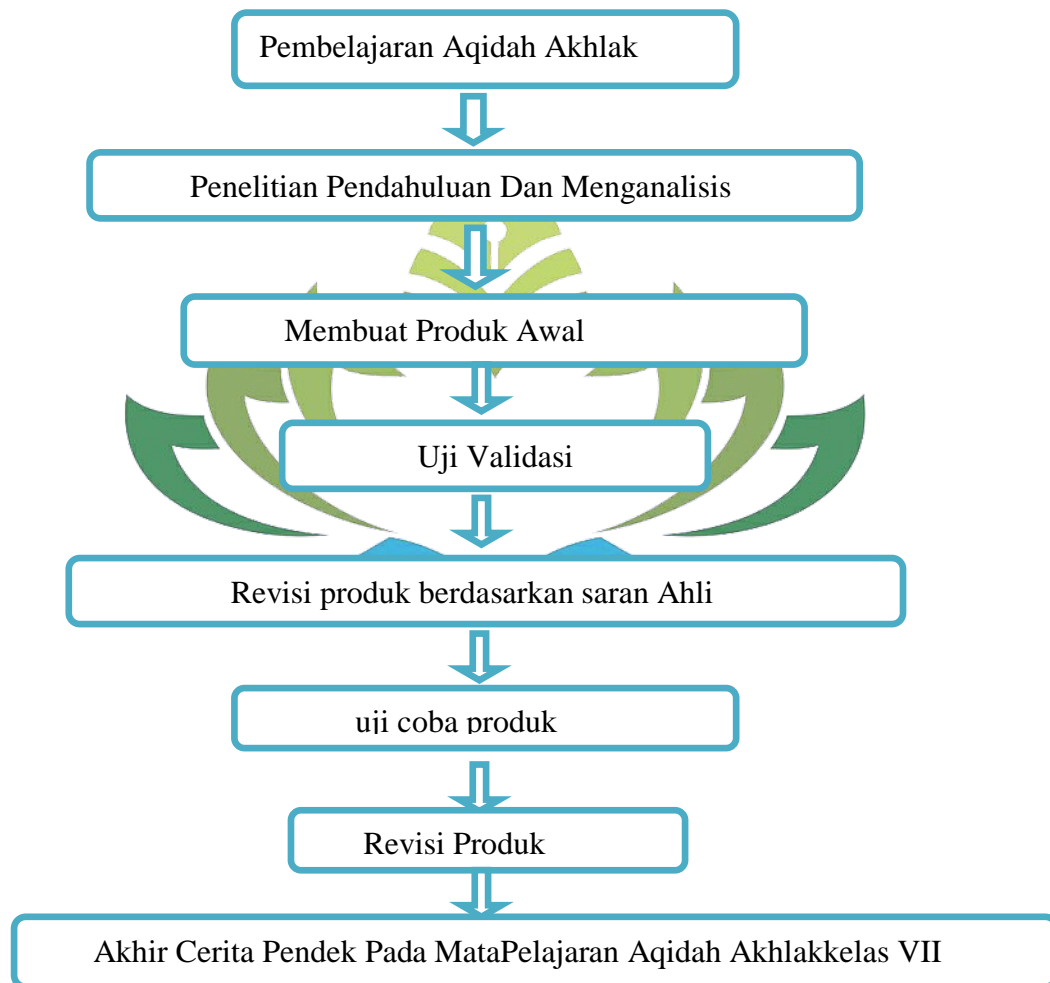 Pembelajaran Aqidah Akhlak
Penelitian Pendahuluan Dan Menganalisis
Membuat Produk Awal
Uji Validasi
Revisi produk berdasarkan saran Ahli
uji coba produk
Revisi Produk
Akhir Cerita Pendek Pada MataPelajaran Aqidah Akhlakkelas VII